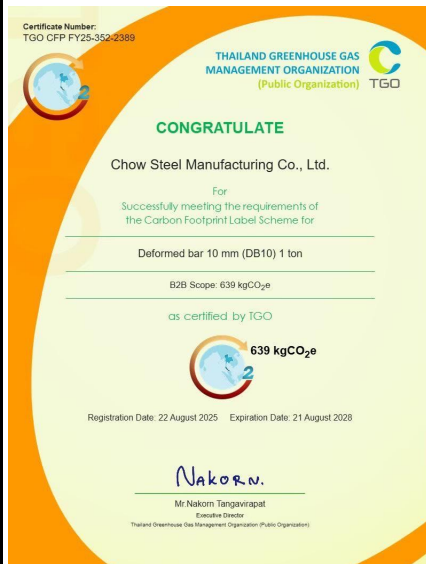 Certificate Number:
TGO CFP FY25-352-2389
THAILAND GREENHOUSE GAS
MANAGEMENT ORGANIZATION
(Public Organization)
TGO
2
CONGRATULATE
Chow Steel Manufacturing Co., Ltd.
For
Successfully meeting the requirements of
the Carbon Footprint Label Scheme for
Deformed bar 10 mm (DB10) 1 ton
B2B Scope: 639 kgCO₂e
as certified by TGO
639 kgCO₂e
2
Registration Date: 22 August 2025 Expiration Date: 21 August 2028
NAKORN.
Mr.Nakorn Tangavirapat
Executive Director
Thailand Greenhouse Gas Management Organization (Public Organization)